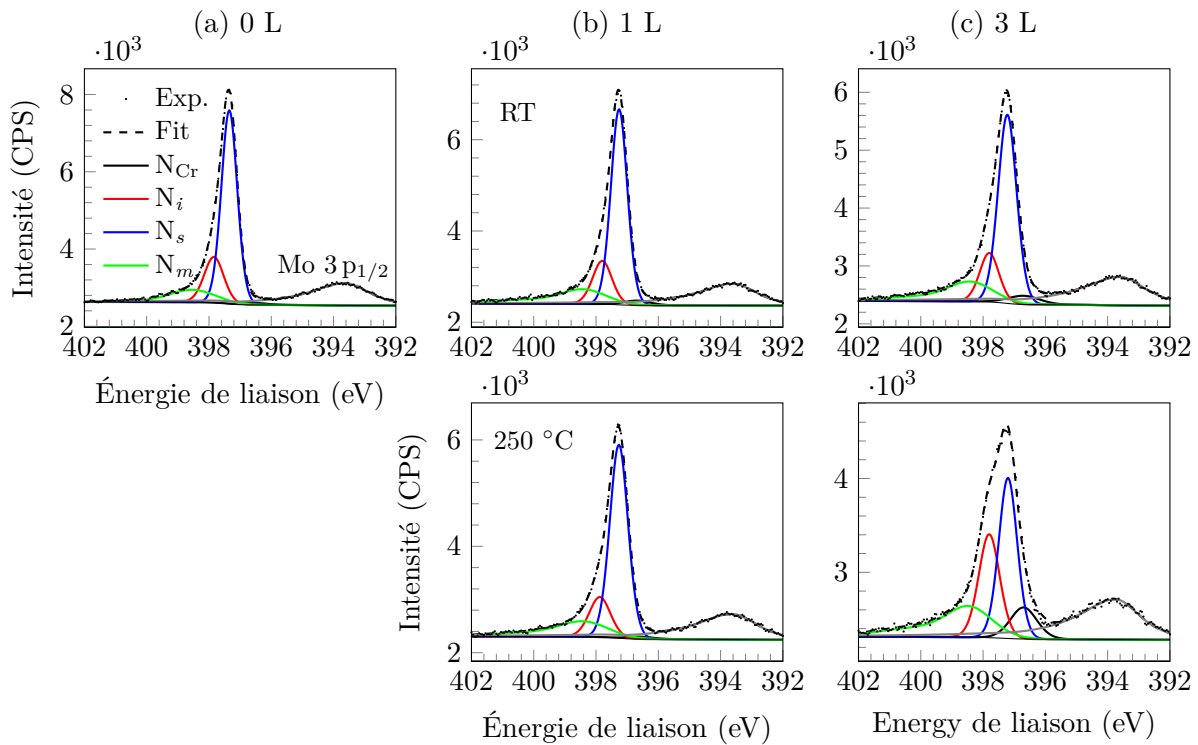 (a) 0 L
(b) 1 L
(c) 3 L
·10³
·10³
·10³
Intensité (CPS)
8
6
4
2
Exp.
Fit
N_Cr
N_i
N_s
N_m
Mo 3 p_1/2
402 400 398 396 394 392
Énergie de liaison (eV)
RT
6
4
2
402 400 398 396 394 392
6
5
4
3
2
402 400 398 396 394 392
·10³
·10³
Intensité (CPS)
250 °C
6
4
2
402 400 398 396 394 392
Énergie de liaison (eV)
4
3
402 400 398 396 394 392
Energy de liaison (eV)